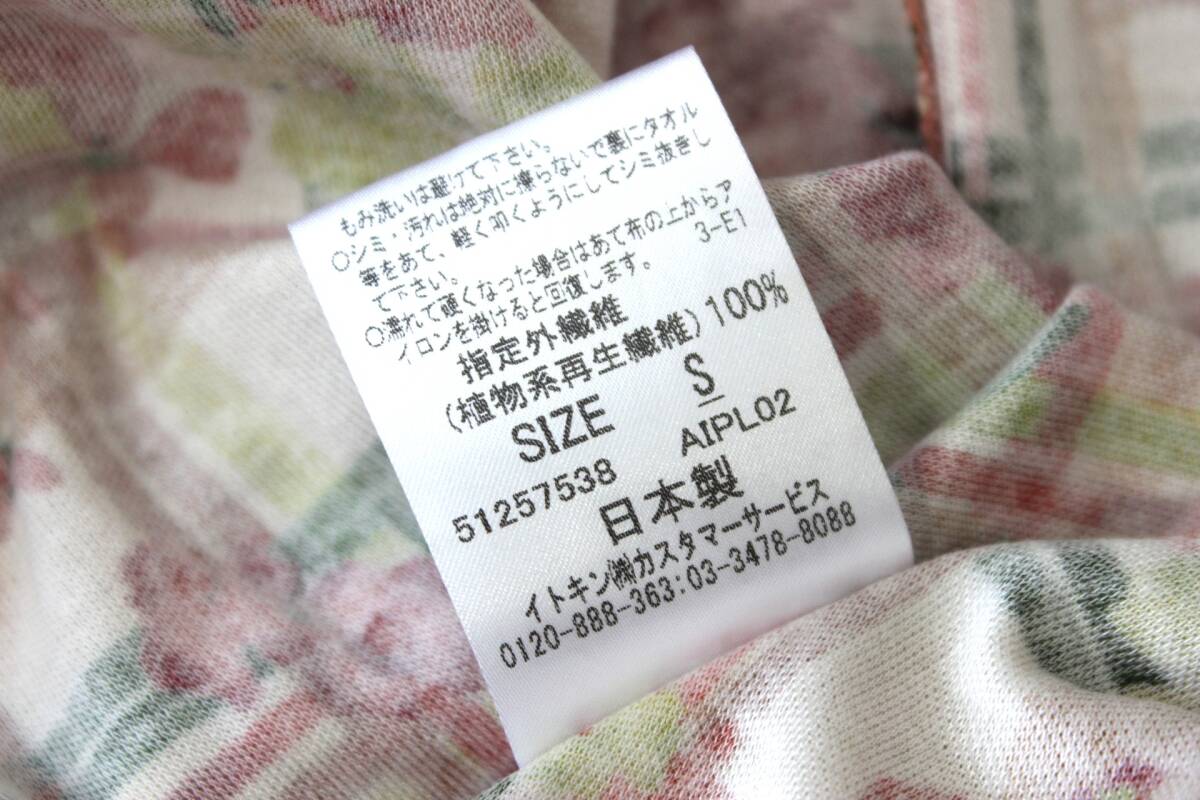 もみ洗いは避けて下さい。
○シミ・汚れは絶対に擦らないで裏にタオル
等をあて、軽く叩くようにしてシミ抜きし
て下さい。
○濡れて硬くなった場合はあて布の上からア
イロンを掛けると回復します。 3-E1
指定外繊維
(植物系再生繊維) 100%
SIZE S
51257538 AIPL02
日本製
イトキン㈱カスタマーサービス
0120-888-363:03-3478-8088